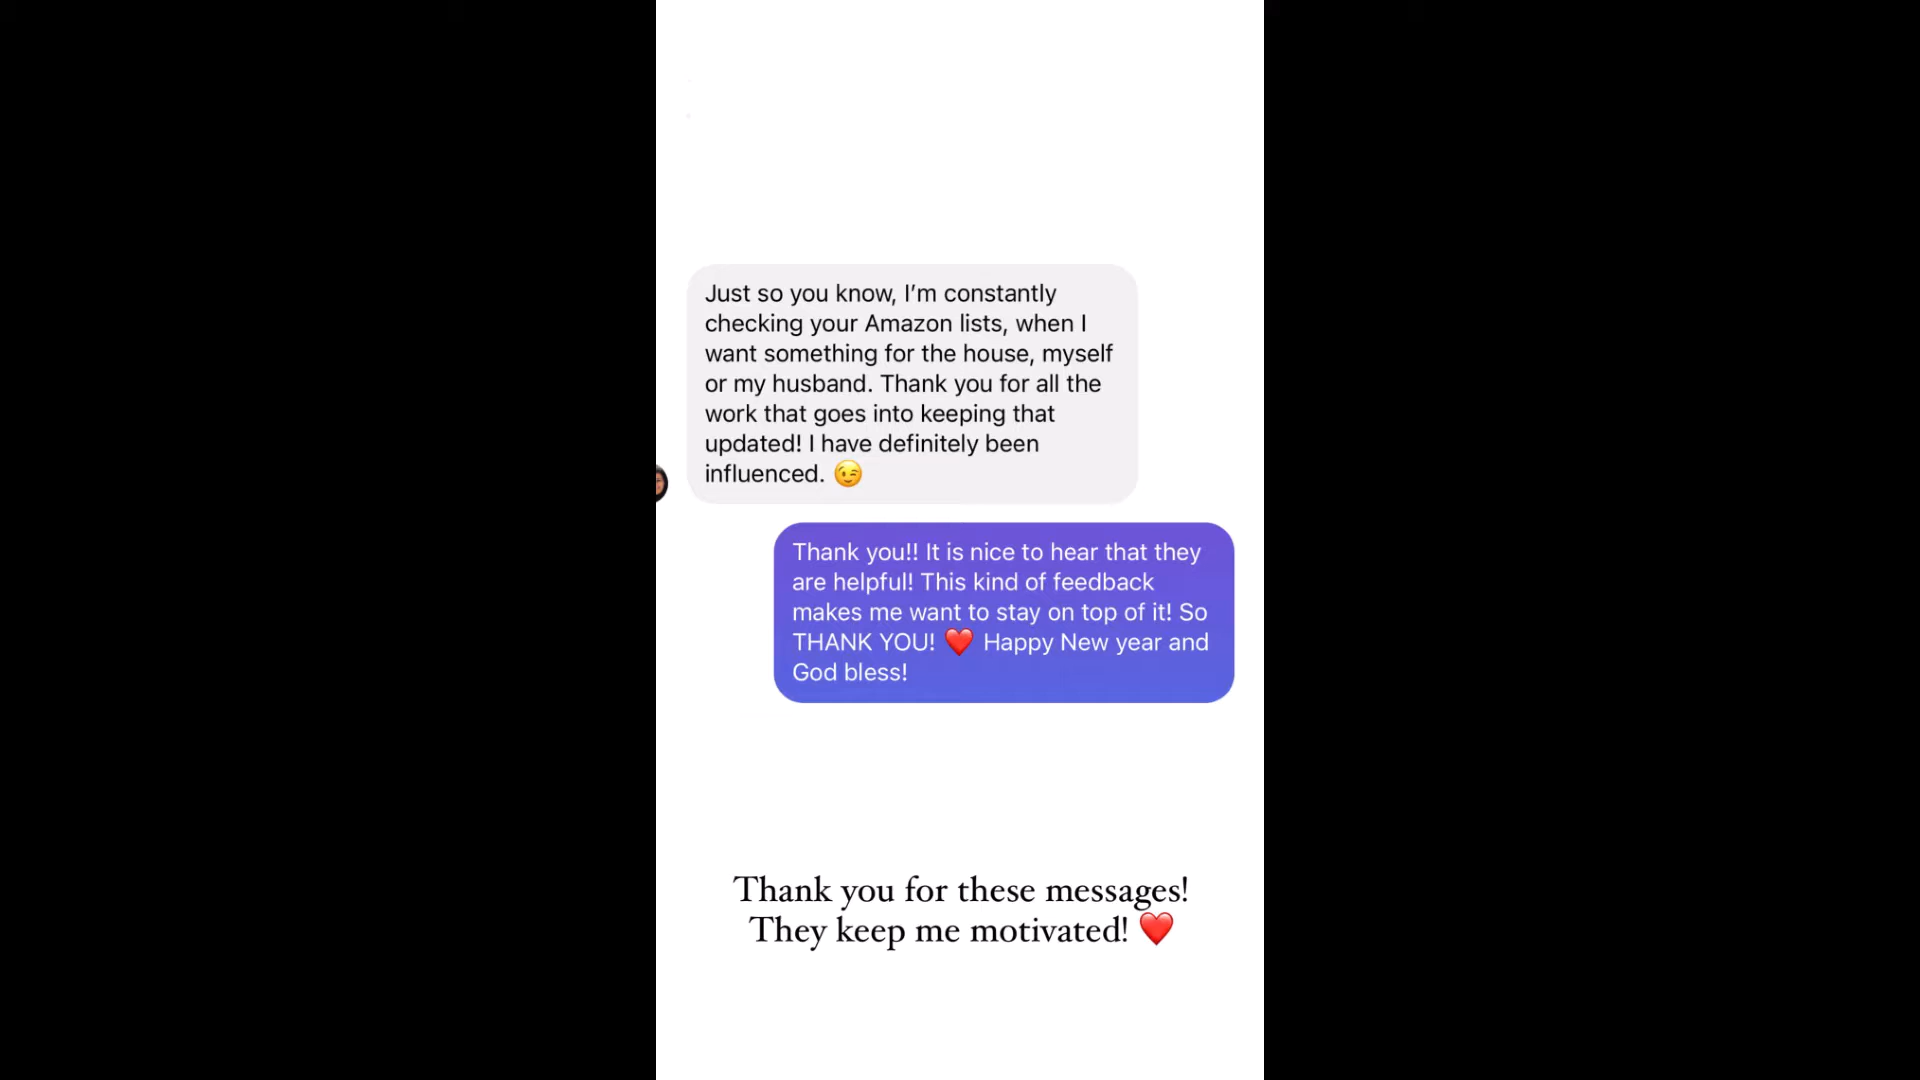 Just so you know, I’m constantly
checking your Amazon lists, when I
want something for the house, myself
or my husband. Thank you for all the
work that goes into keeping that
updated! I have definitely been
influenced. 😉
Thank you!! It is nice to hear that they
are helpful! This kind of feedback
makes me want to stay on top of it! So
THANK YOU! ❤️ Happy New year and
God bless!
Thank you for these messages!
They keep me motivated! ❤️